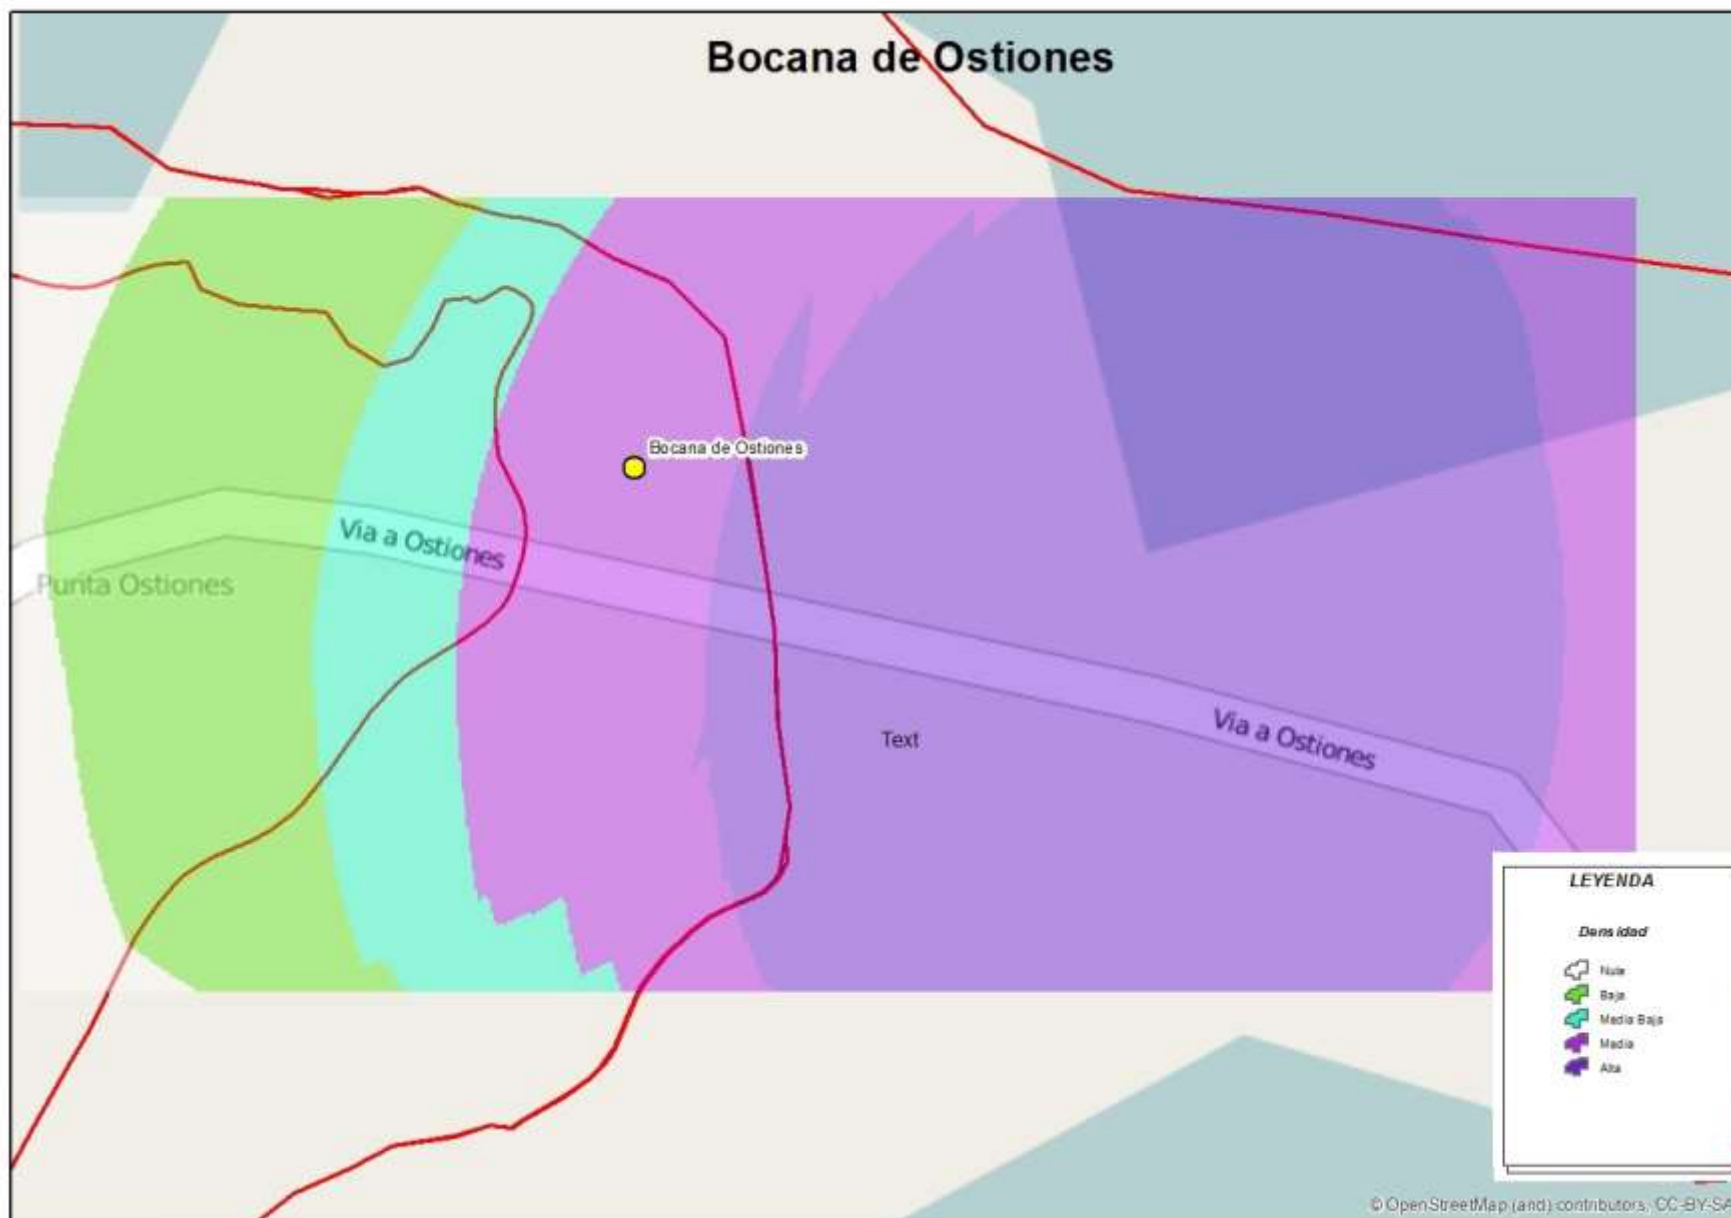 Bocana de Ostiones
Bocana de Ostiones
Via a Ostiones
Punta Ostiones
Via a Ostiones
Text
LEYENDA
Densidad
Nula
Baja
Media Baja
Media
Alta
© OpenStreetMap (and) contributors, CC-BY-SA